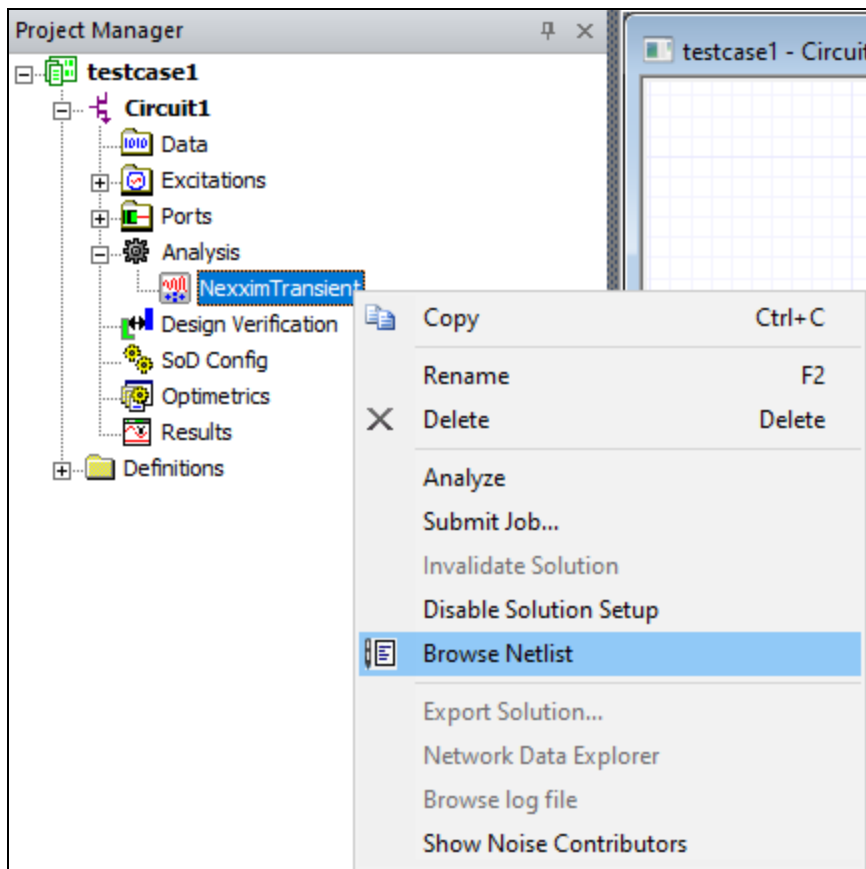 Project Manager
testcase1 - Circuit
testcase1
Circuit1
Data
Excitations
Ports
Analysis
NexximTransient
Design Verification
SoD Config
Optimetrics
Results
Definitions
Copy Ctrl+C
Rename F2
Delete Delete
Analyze
Submit Job...
Invalidate Solution
Disable Solution Setup
Browse Netlist
Export Solution...
Network Data Explorer
Browse log file
Show Noise Contributors